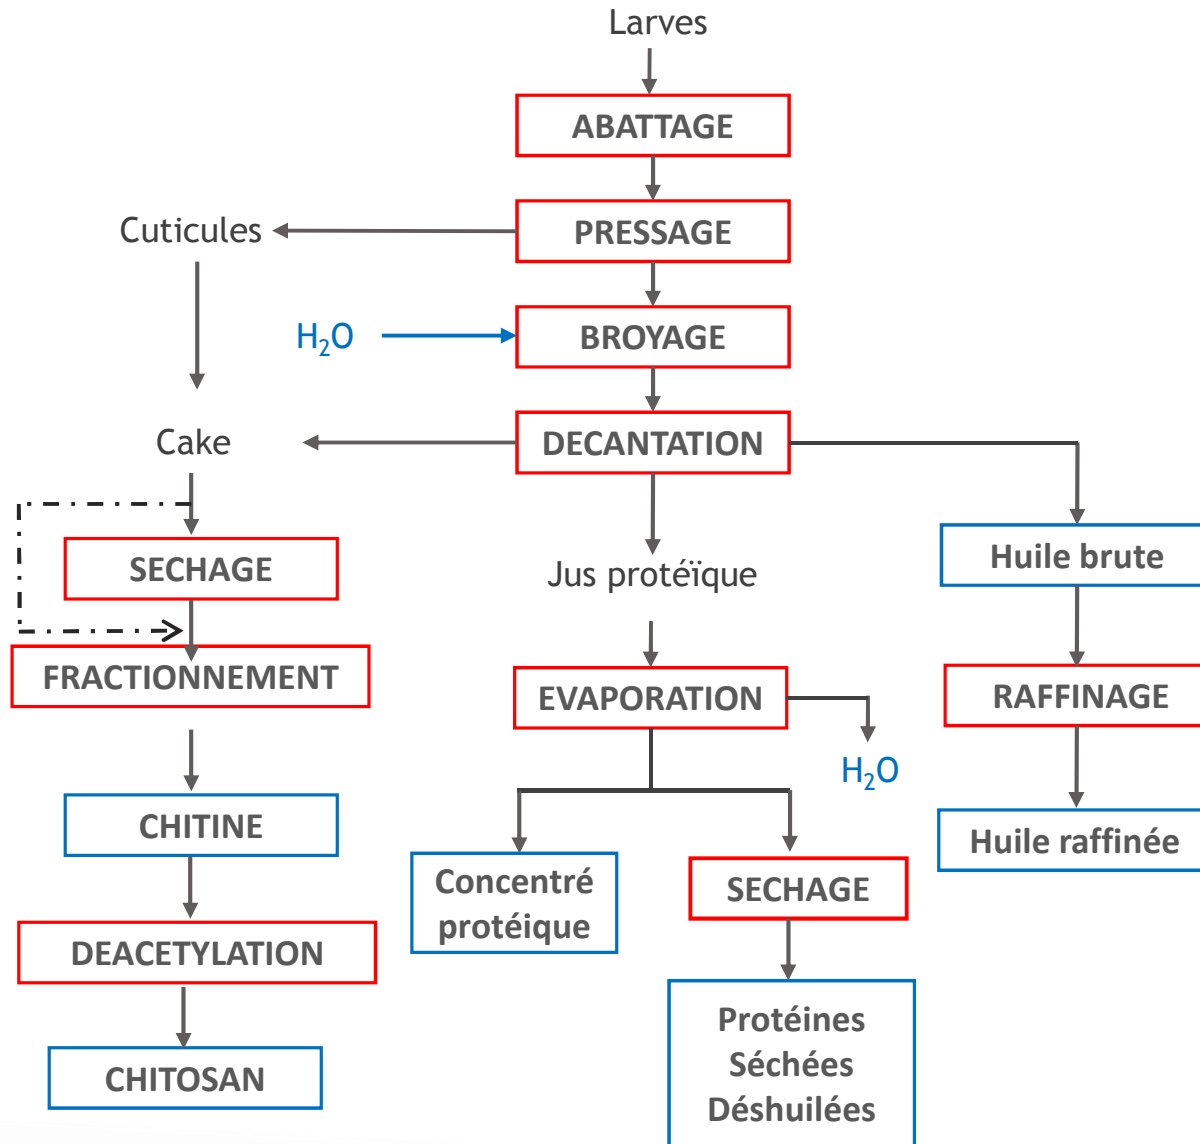 Larves
ABATTAGE
Cuticules
PRESSAGE
H₂O
BROYAGE
Cake
DECANTATION
SECHAGE
Jus protéïque
Huile brute
FRACTIONNEMENT
EVAPORATION
RAFFINAGE
H₂O
CHITINE
Huile raffinée
Concentré
protéique
SECHAGE
DEACETYLATION
Protéines
Séchées
Déshuilées
CHITOSAN